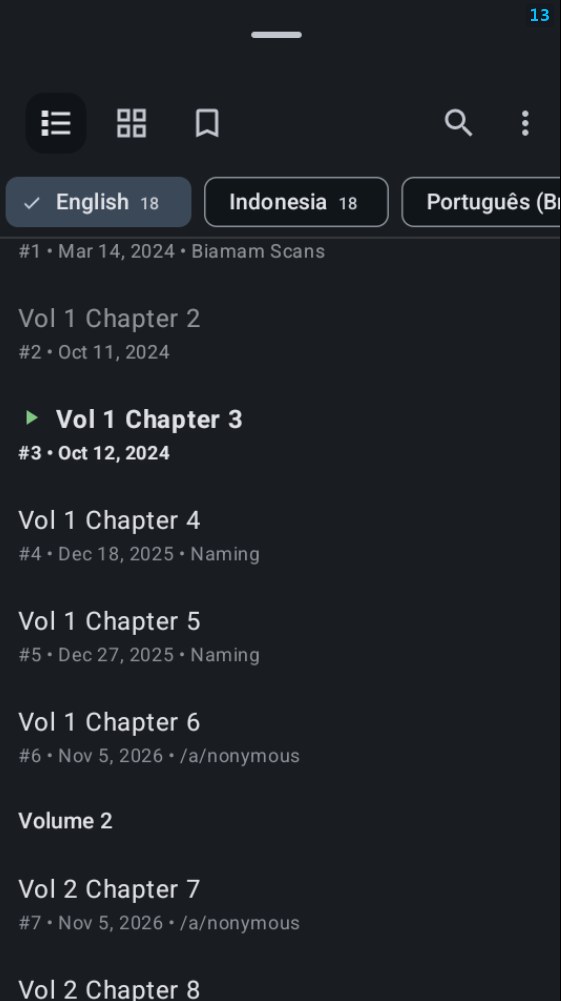 13
English 18
Indonesia 18
Português (B
#1 • Mar 14, 2024 • Biamam Scans
Vol 1 Chapter 2
#2 • Oct 11, 2024
Vol 1 Chapter 3
#3 • Oct 12, 2024
Vol 1 Chapter 4
#4 • Dec 18, 2025 • Naming
Vol 1 Chapter 5
#5 • Dec 27, 2025 • Naming
Vol 1 Chapter 6
#6 • Nov 5, 2026 • /a/nonymous
Volume 2
Vol 2 Chapter 7
#7 • Nov 5, 2026 • /a/nonymous
Vol 2 Chapter 8